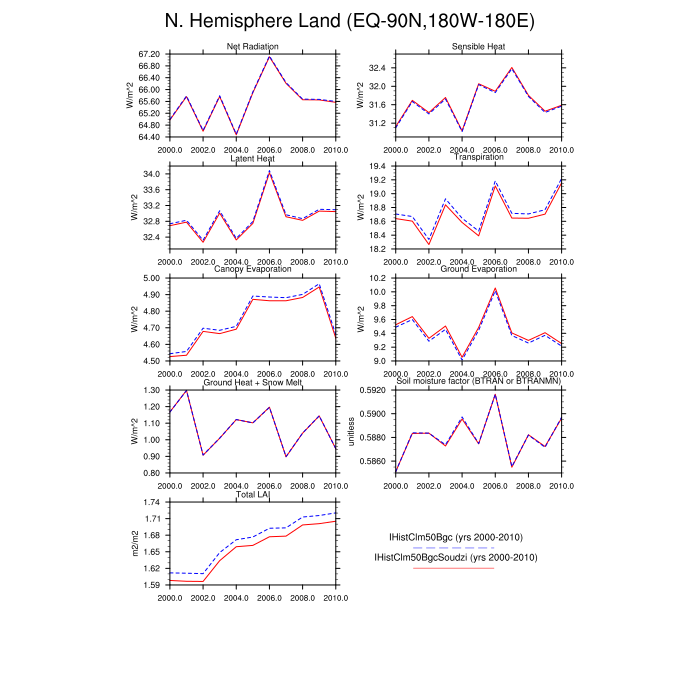 N. Hemisphere Land (EQ-90N,180W-180E)
Net Radiation
W/m^2
67.20
66.80
66.40
66.00
65.60
65.20
64.80
64.40
2000.0 2002.0 2004.0 2006.0 2008.0 2010.0
Sensible Heat
W/m^2
32.4
32.0
31.6
31.2
2000.0 2002.0 2004.0 2006.0 2008.0 2010.0
Latent Heat
W/m^2
34.0
33.6
33.2
32.8
32.4
2000.0 2002.0 2004.0 2006.0 2008.0 2010.0
Transpiration
W/m^2
19.4
19.2
19.0
18.8
18.6
18.4
18.2
2000.0 2002.0 2004.0 2006.0 2008.0 2010.0
Canopy Evaporation
W/m^2
5.00
4.90
4.80
4.70
4.60
4.50
2000.0 2002.0 2004.0 2006.0 2008.0 2010.0
Ground Evaporation
W/m^2
10.2
10.0
9.8
9.6
9.4
9.2
9.0
2000.0 2002.0 2004.0 2006.0 2008.0 2010.0
Ground Heat + Snow Melt
W/m^2
1.30
1.20
1.10
1.00
0.90
0.80
2000.0 2002.0 2004.0 2006.0 2008.0 2010.0
Soil moisture factor (BTRAN or BTRANMN)
unitless
0.5920
0.5900
0.5880
0.5860
2000.0 2002.0 2004.0 2006.0 2008.0 2010.0
Total LAI
m2/m2
1.74
1.71
1.68
1.65
1.62
1.59
2000.0 2002.0 2004.0 2006.0 2008.0 2010.0
IHistClm50Bgc (yrs 2000-2010)
IHistClm50BgcSoudzi (yrs 2000-2010)